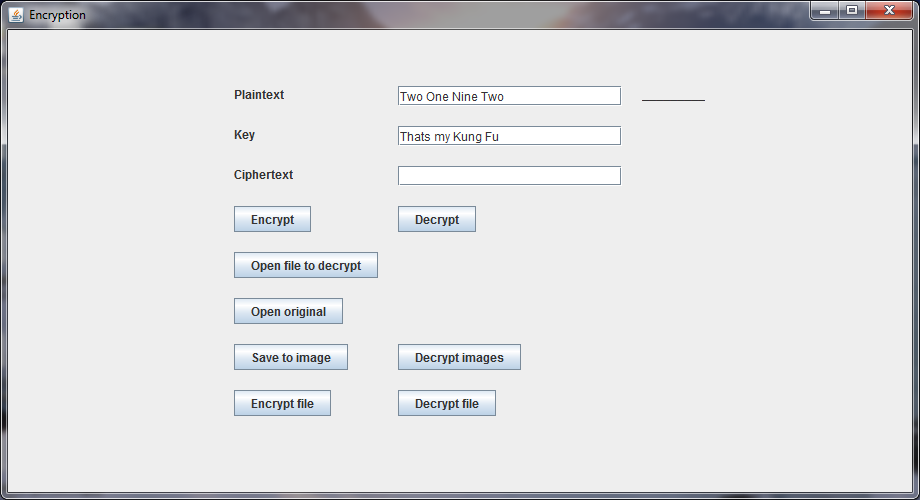 Encryption
Plaintext Two One Nine Two
Key Thats my Kung Fu
Ciphertext
Encrypt Decrypt
Open file to decrypt
Open original
Save to image Decrypt images
Encrypt file Decrypt file